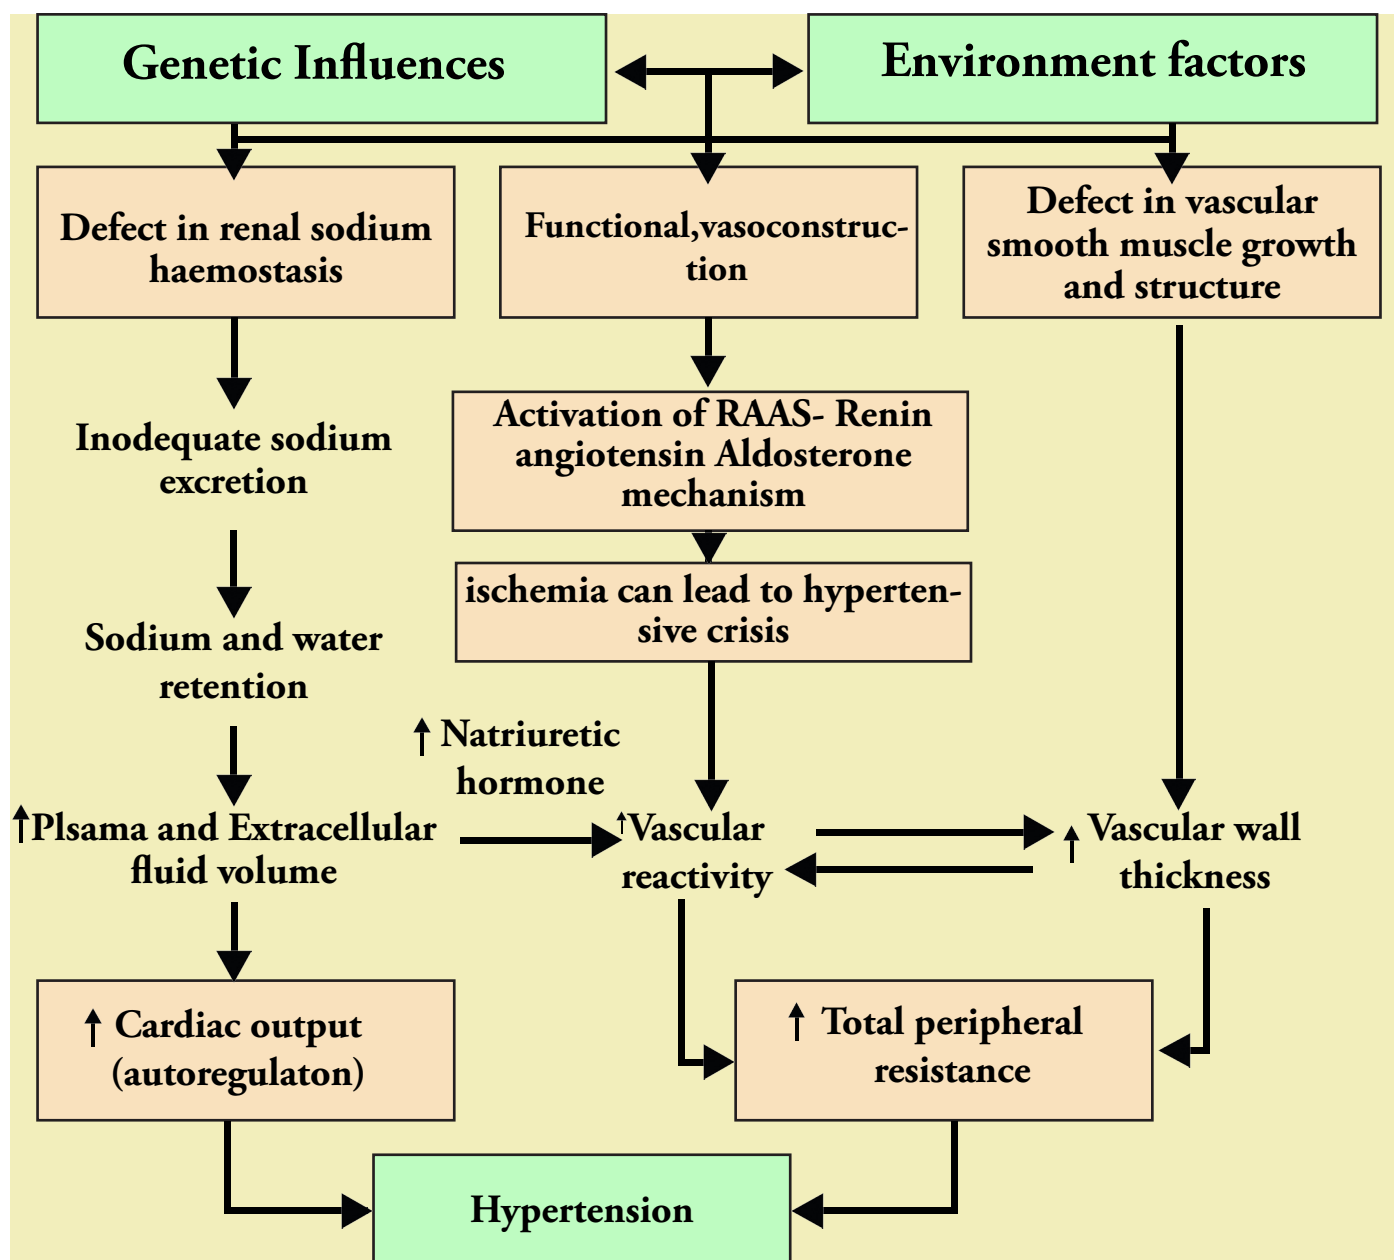 Genetic Influences
Environment factors
Defect in renal sodium
haemostasis
Functional,vasoconstruc-
tion
Defect in vascular
smooth muscle growth
and structure
Inodequate sodium
excretion
Activation of RAAS- Renin
angiotensin Aldosterone
mechanism
ischemia can lead to hyperten-
sive crisis
Sodium and water
retention
↑ Natriuretic
hormone
↑Plsama and Extracellular
fluid volume
↑Vascular
reactivity
↑ Vascular wall
thickness
↑ Cardiac output
(autoregulaton)
↑ Total peripheral
resistance
Hypertension